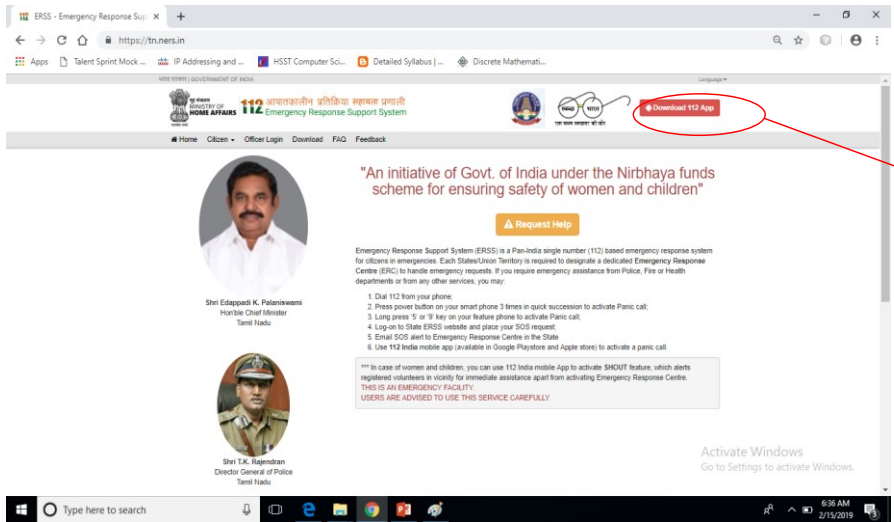 112 ERSS - Emergency Response Sup
https://tn.ners.in
Apps Talent Sprint Mock ... IP Addressing and ... HSST Computer Sci... Detailed Syllabus | ... Discrete Mathemati...
भारत सरकार | GOVERNMENT OF INDIA Language
गृह मंत्रालय
MINISTRY OF
HOME AFFAIRS
112 आपातकालीन प्रतिक्रिया सहायता प्रणाली
Emergency Response Support System
स्वच्छ भारत
एक कदम स्वच्छता की ओर
Download 112 App
Home Citizen Officer Login Download FAQ Feedback
"An initiative of Govt. of India under the Nirbhaya funds
scheme for ensuring safety of women and children"
Request Help
Emergency Response Support System (ERSS) is a Pan-India single number (112) based emergency response system
for citizens in emergencies. Each States/Union Territory is required to designate a dedicated Emergency Response
Centre (ERC) to handle emergency requests. If you require emergency assistance from Police, Fire or Health
departments or from any other services, you may:
1. Dial 112 from your phone;
2. Press power button on your smart phone 3 times in quick succession to activate Panic call;
3. Long press '5' or '9' key on your feature phone to activate Panic call;
4. Log-on to State ERSS website and place your SOS request;
5. Email SOS alert to Emergency Response Centre in the State
6. Use 112 India mobile app (available in Google Playstore and Apple store) to activate a panic call.
*** In case of women and children, you can use 112 India mobile App to activate SHOUT feature, which alerts
registered volunteers in vicinity for immediate assistance apart from activating Emergency Response Centre.
THIS IS AN EMERGENCY FACILITY.
USERS ARE ADVISED TO USE THIS SERVICE CAREFULLY.
Shri Edappadi K. Palaniswami
Hon'ble Chief Minister
Tamil Nadu
Shri T.K. Rajendran
Director General of Police
Tamil Nadu
Activate Windows
Go to Settings to activate Windows.
Type here to search
6:36 AM
2/15/2019
3